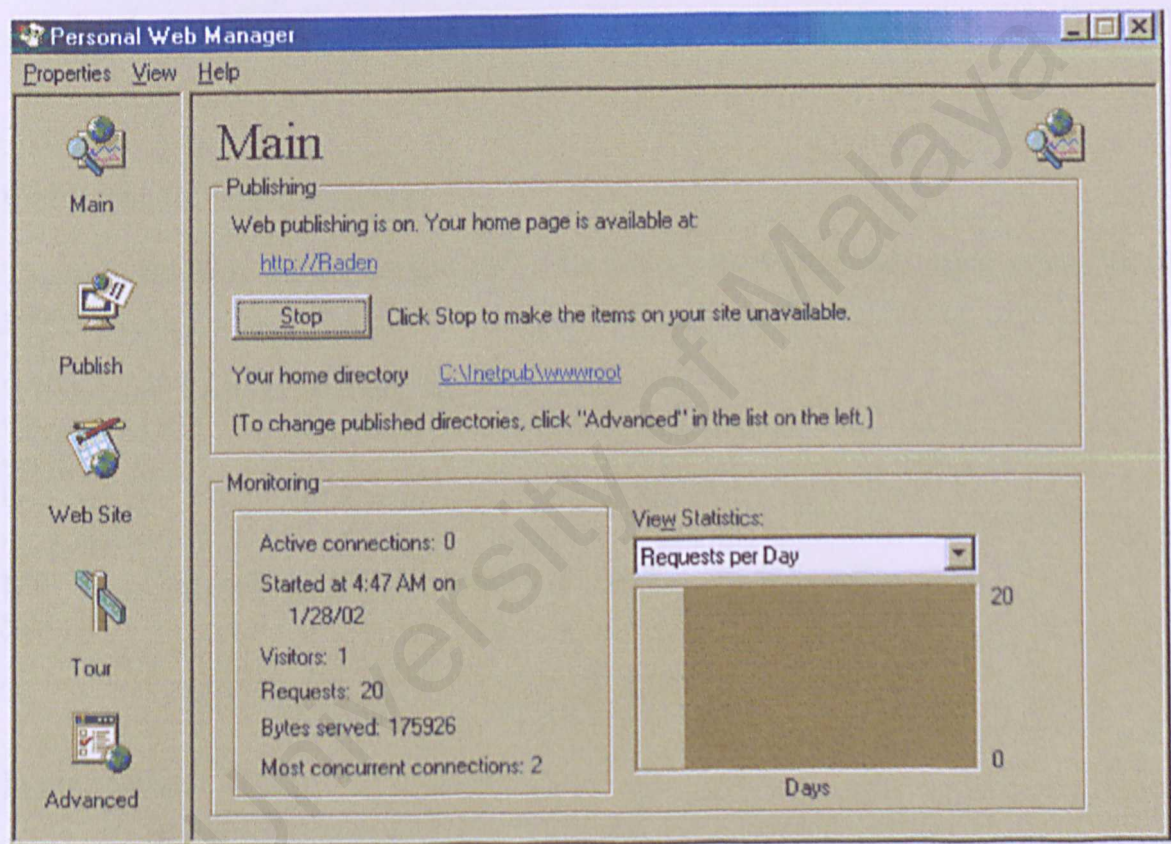 Personal Web Manager
Properties View Help
Main
Publish
Web Site
Tour
Advanced
Main
Publishing
Web publishing is on. Your home page is available at:
http://Raden
Stop Click Stop to make the items on your site unavailable.
Your home directory C:\Inetpub\wwwroot
(To change published directories, click "Advanced" in the list on the left.)
Monitoring
Active connections: 0
Started at 4:47 AM on
1/28/02
Visitors: 1
Requests: 20
Bytes served: 175926
Most concurrent connections: 2
View Statistics:
Requests per Day
20
0
Days
University of Malaya